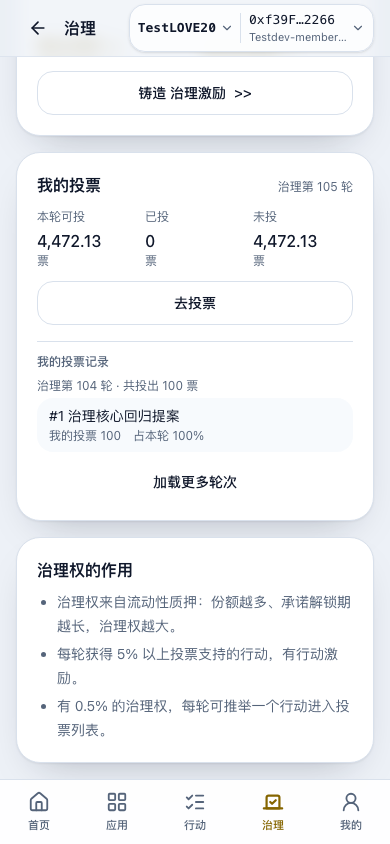 治理
TestLOVE20
0xf39F…2266
Testdev-member...
铸造 治理激励 >>
我的投票
治理第 105 轮
本轮可投
已投
未投
4,472.13
0
4,472.13
票
票
票
去投票
我的投票记录
治理第 104 轮 · 共投出 100 票
#1 治理核心回归提案
我的投票 100 占本轮 100%
加载更多轮次
治理权的作用
治理权来自流动性质押：份额越多、承诺解锁期
越长，治理权越大。
每轮获得 5% 以上投票支持的行动，有行动激
励。
有 0.5% 的治理权，每轮可推举一个行动进入投
票列表。
首页
应用
行动
治理
我的